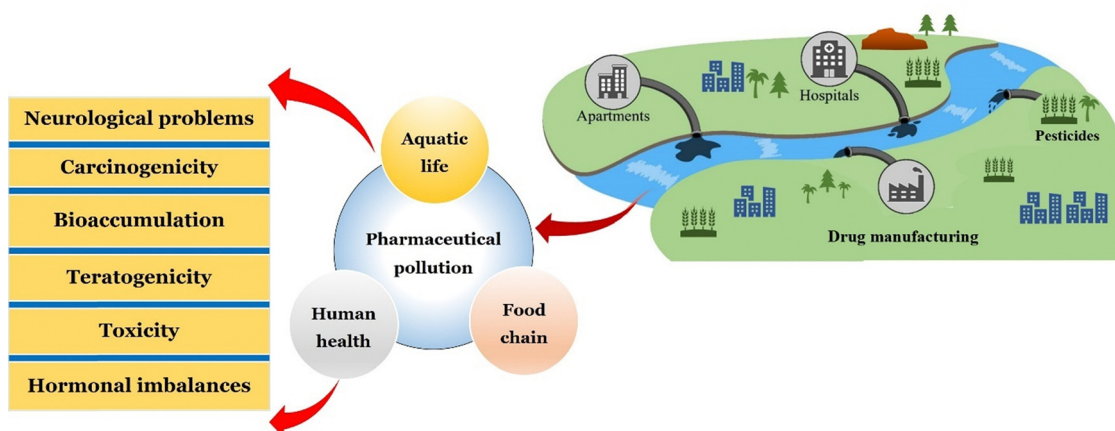 Neurological problems
Carcinogenicity
Bioaccumulation
Teratogenicity
Toxicity
Hormonal imbalances
Aquatic
life
Pharmaceutical
pollution
Human
health
Food
chain
Apartments
Hospitals
Pesticides
Drug manufacturing